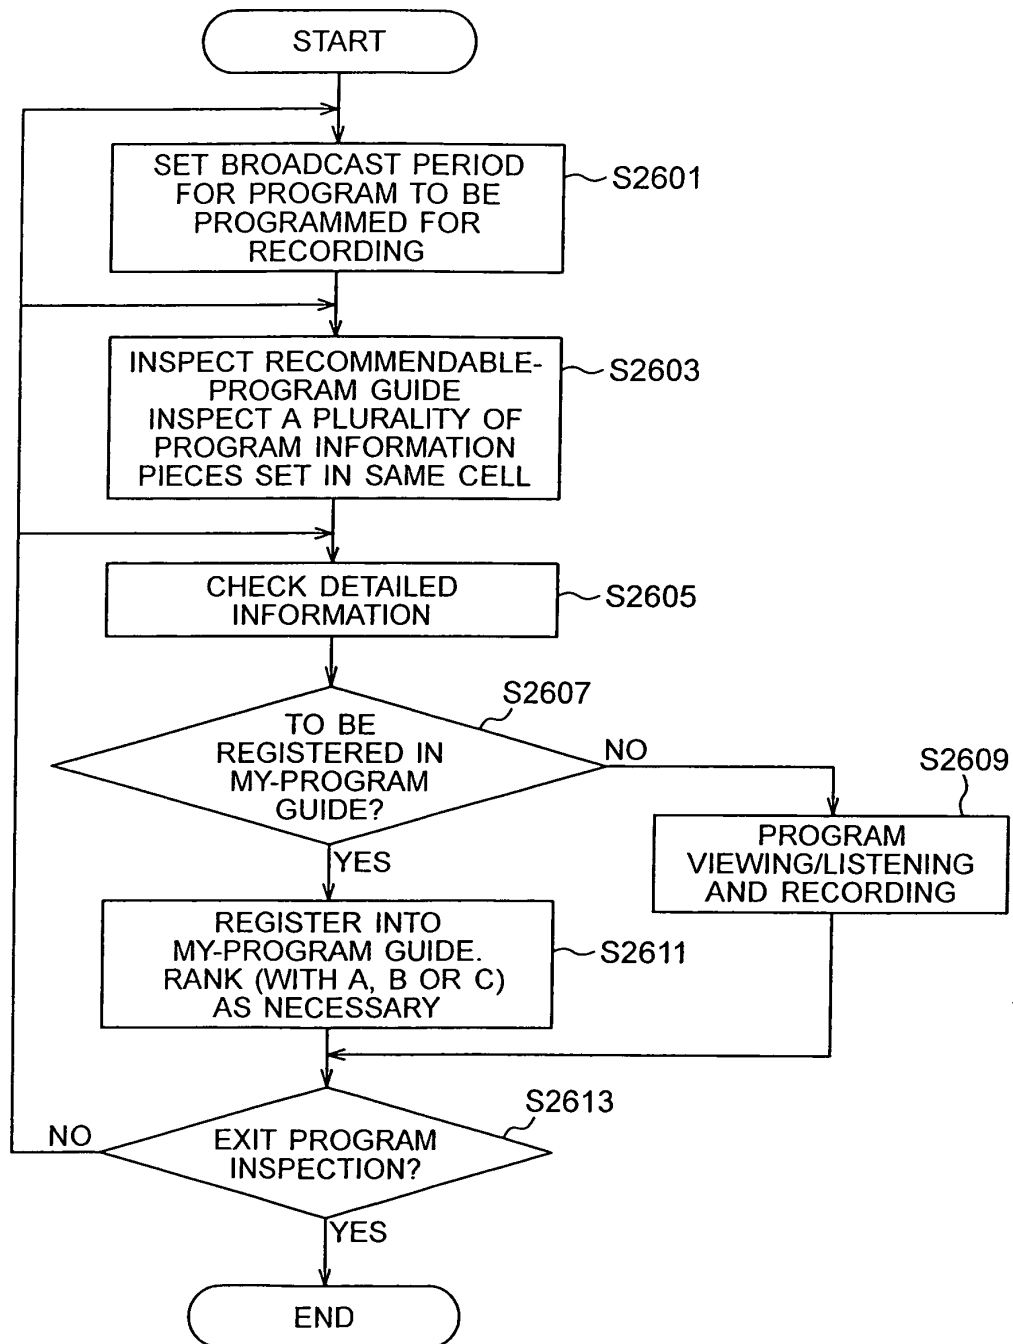 START
SET BROADCAST PERIOD
FOR PROGRAM TO BE
PROGRAMMED FOR
RECORDING
S2601
INSPECT RECOMMENDABLE-
PROGRAM GUIDE
INSPECT A PLURALITY OF
PROGRAM INFORMATION
PIECES SET IN SAME CELL
S2603
CHECK DETAILED
INFORMATION
S2605
S2607
TO BE
REGISTERED IN
MY-PROGRAM
GUIDE?
NO
S2609
PROGRAM
VIEWING/LISTENING
AND RECORDING
YES
REGISTER INTO
MY-PROGRAM GUIDE.
RANK (WITH A, B OR C)
AS NECESSARY
S2611
S2613
NO
EXIT PROGRAM
INSPECTION?
YES
END